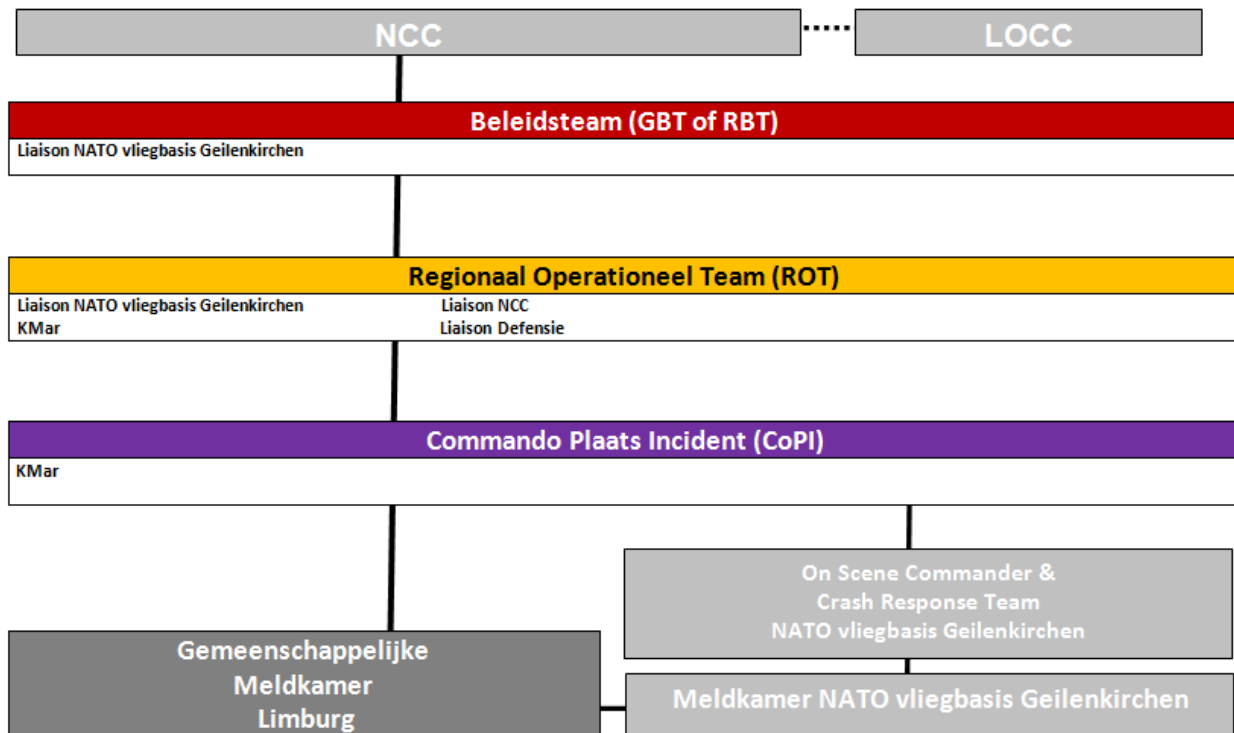 NCC
LOCC
Beleidsteam (GBT of RBT)
Liaison NATO vliegbasis Geilenkirchen
Regionaal Operationeel Team (ROT)
Liaison NATO vliegbasis Geilenkirchen
Liaison NCC
KMar
Liaison Defensie
Commando Plaats Incident (CoPI)
KMar
On Scene Commander &
Crash Response Team
NATO vliegbasis Geilenkirchen
Gemeenschappelijke
Meldkamer
Limburg
Meldkamer NATO vliegbasis Geilenkirchen